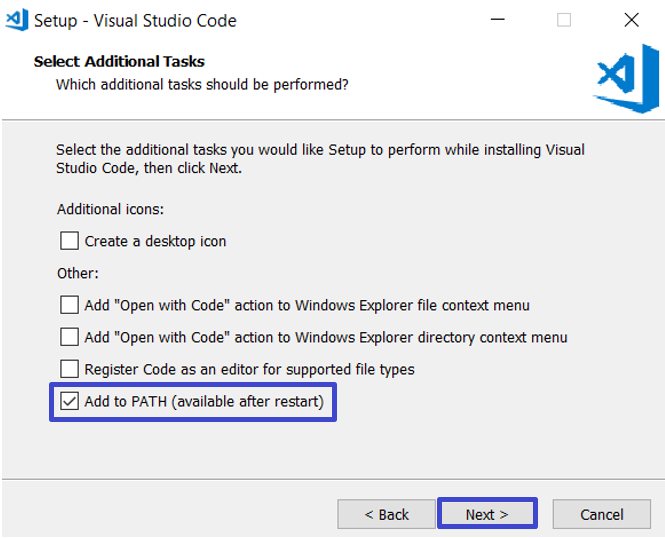 Setup - Visual Studio Code
Select Additional Tasks
Which additional tasks should be performed?
Select the additional tasks you would like Setup to perform while installing Visual
Studio Code, then click Next.
Additional icons:
Create a desktop icon
Other:
Add "Open with Code" action to Windows Explorer file context menu
Add "Open with Code" action to Windows Explorer directory context menu
Register Code as an editor for supported file types
Add to PATH (available after restart)
< Back Next > Cancel